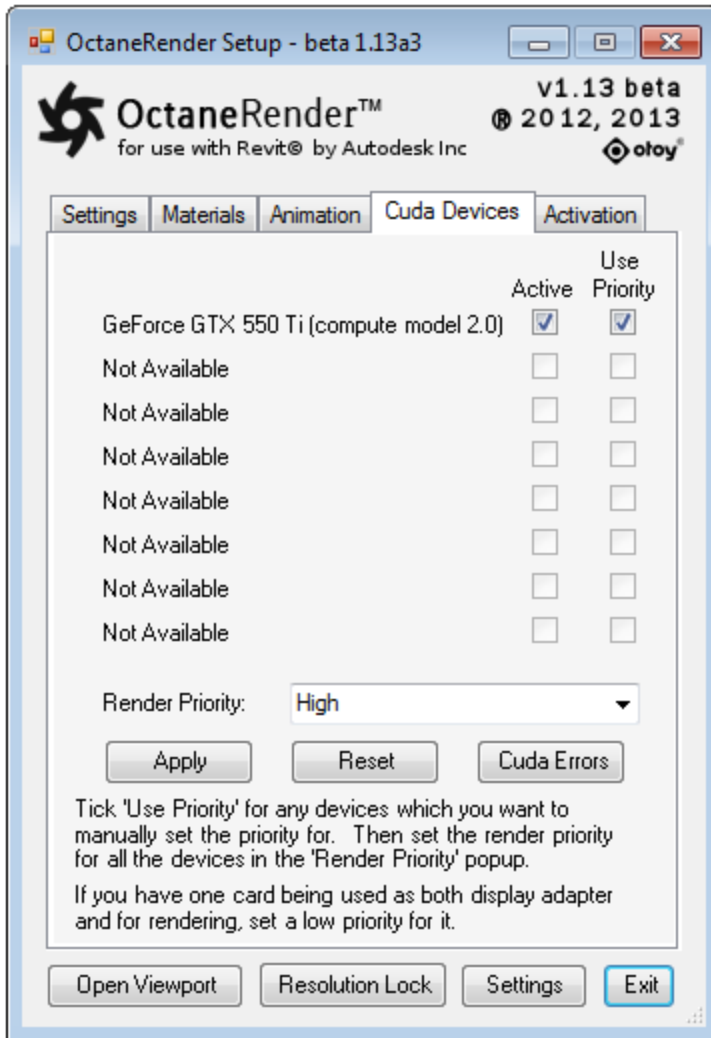 OctaneRender Setup - beta 1.13a3
OctaneRender™
for use with Revit® by Autodesk Inc
v1.13 beta
® 2012, 2013
otoy®
Settings Materials Animation Cuda Devices Activation
Active Use Priority
GeForce GTX 550 Ti (compute model 2.0)
Not Available
Not Available
Not Available
Not Available
Not Available
Not Available
Not Available
Render Priority: High
Apply Reset Cuda Errors
Tick 'Use Priority' for any devices which you want to
manually set the priority for. Then set the render priority
for all the devices in the 'Render Priority' popup.
If you have one card being used as both display adapter
and for rendering, set a low priority for it.
Open Viewport Resolution Lock Settings Exit